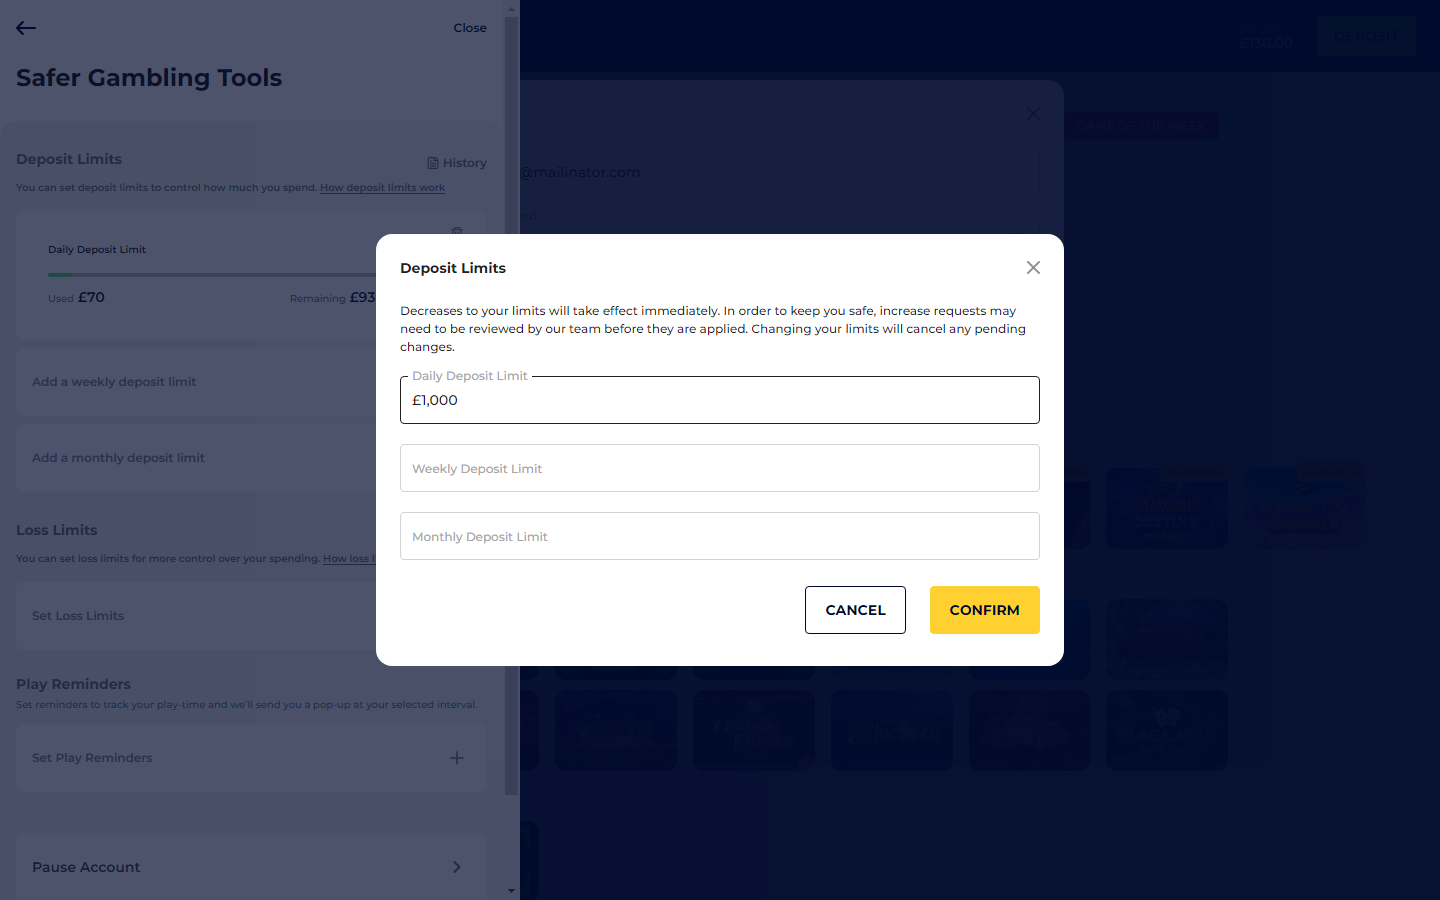 Close
£130.00
DEPOSIT
Safer Gambling Tools
GAME OF THE WEEK
Deposit Limits
History
You can set deposit limits to control how much you spend. How deposit limits work
@mailinator.com
Daily Deposit Limit
Used £70
Remaining £93
Add a weekly deposit limit
Add a monthly deposit limit
Loss Limits
You can set loss limits for more control over your spending. How loss l
Set Loss Limits
Play Reminders
Set reminders to track your play-time and we'll send you a pop-up at your selected interval.
Set Play Reminders
Pause Account
Deposit Limits
Decreases to your limits will take effect immediately. In order to keep you safe, increase requests may
need to be reviewed by our team before they are applied. Changing your limits will cancel any pending
changes.
Daily Deposit Limit
£1,000
Weekly Deposit Limit
Monthly Deposit Limit
CANCEL
CONFIRM